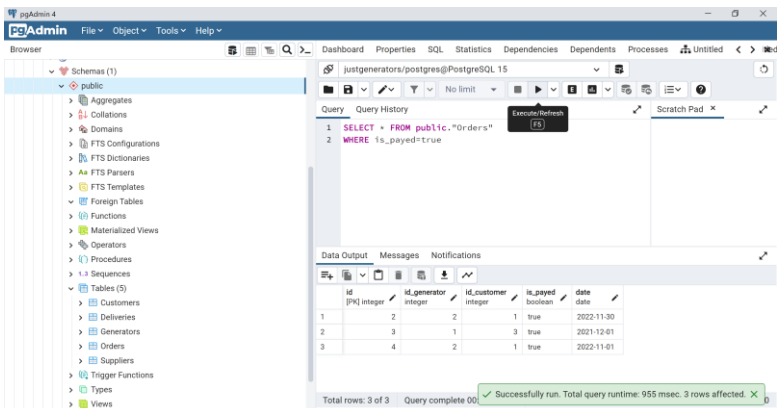 pgAdmin 4
pgAdmin File Object Tools Help
Browser
Dashboard Properties SQL Statistics Dependencies Dependents Processes Untitled
Schemas (1)
public
Aggregates
Collations
Domains
FTS Configurations
FTS Dictionaries
Aa FTS Parsers
FTS Templates
Foreign Tables
Functions
Materialized Views
Operators
Procedures
1..3 Sequences
Tables (5)
Customers
Deliveries
Generators
Orders
Suppliers
Trigger Functions
Types
Views
justgenerators/postgres@PostgreSQL 15
No limit
Execute/Refresh
F5
Query Query History
Scratch Pad
1 SELECT * FROM public."Orders"
2 WHERE is_payed=true
Data Output Messages Notifications
id id_generator id_customer is_payed date
[PK] integer integer integer boolean date
1 2 2 1 true 2022-11-30
2 3 1 3 true 2021-12-01
3 4 2 1 true 2022-11-01
Total rows: 3 of 3 Query complete 00:
Successfully run. Total query runtime: 955 msec. 3 rows affected.